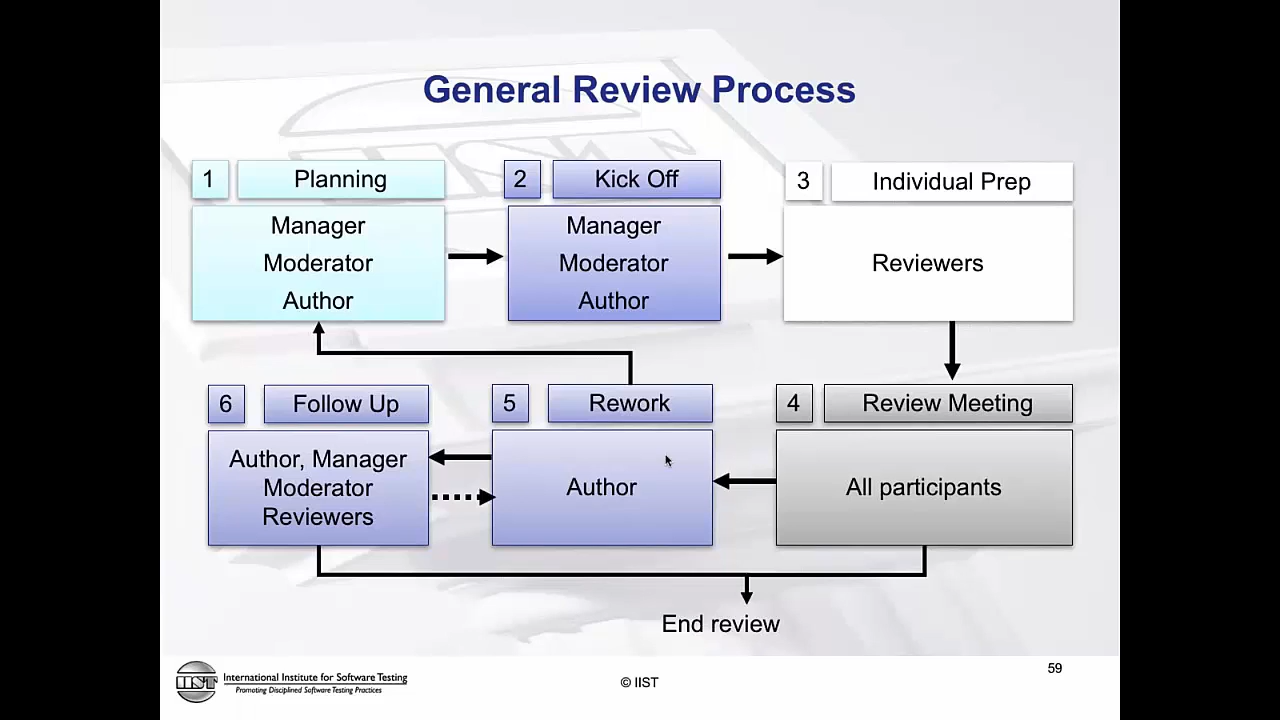 General Review Process
1 Planning
Manager
Moderator
Author
2 Kick Off
Manager
Moderator
Author
3 Individual Prep
Reviewers
4 Review Meeting
All participants
5 Rework
Author
6 Follow Up
Author, Manager
Moderator
Reviewers
End review
IIST
International Institute for Software Testing
Promoting Disciplined Software Testing Practices
© IIST
59